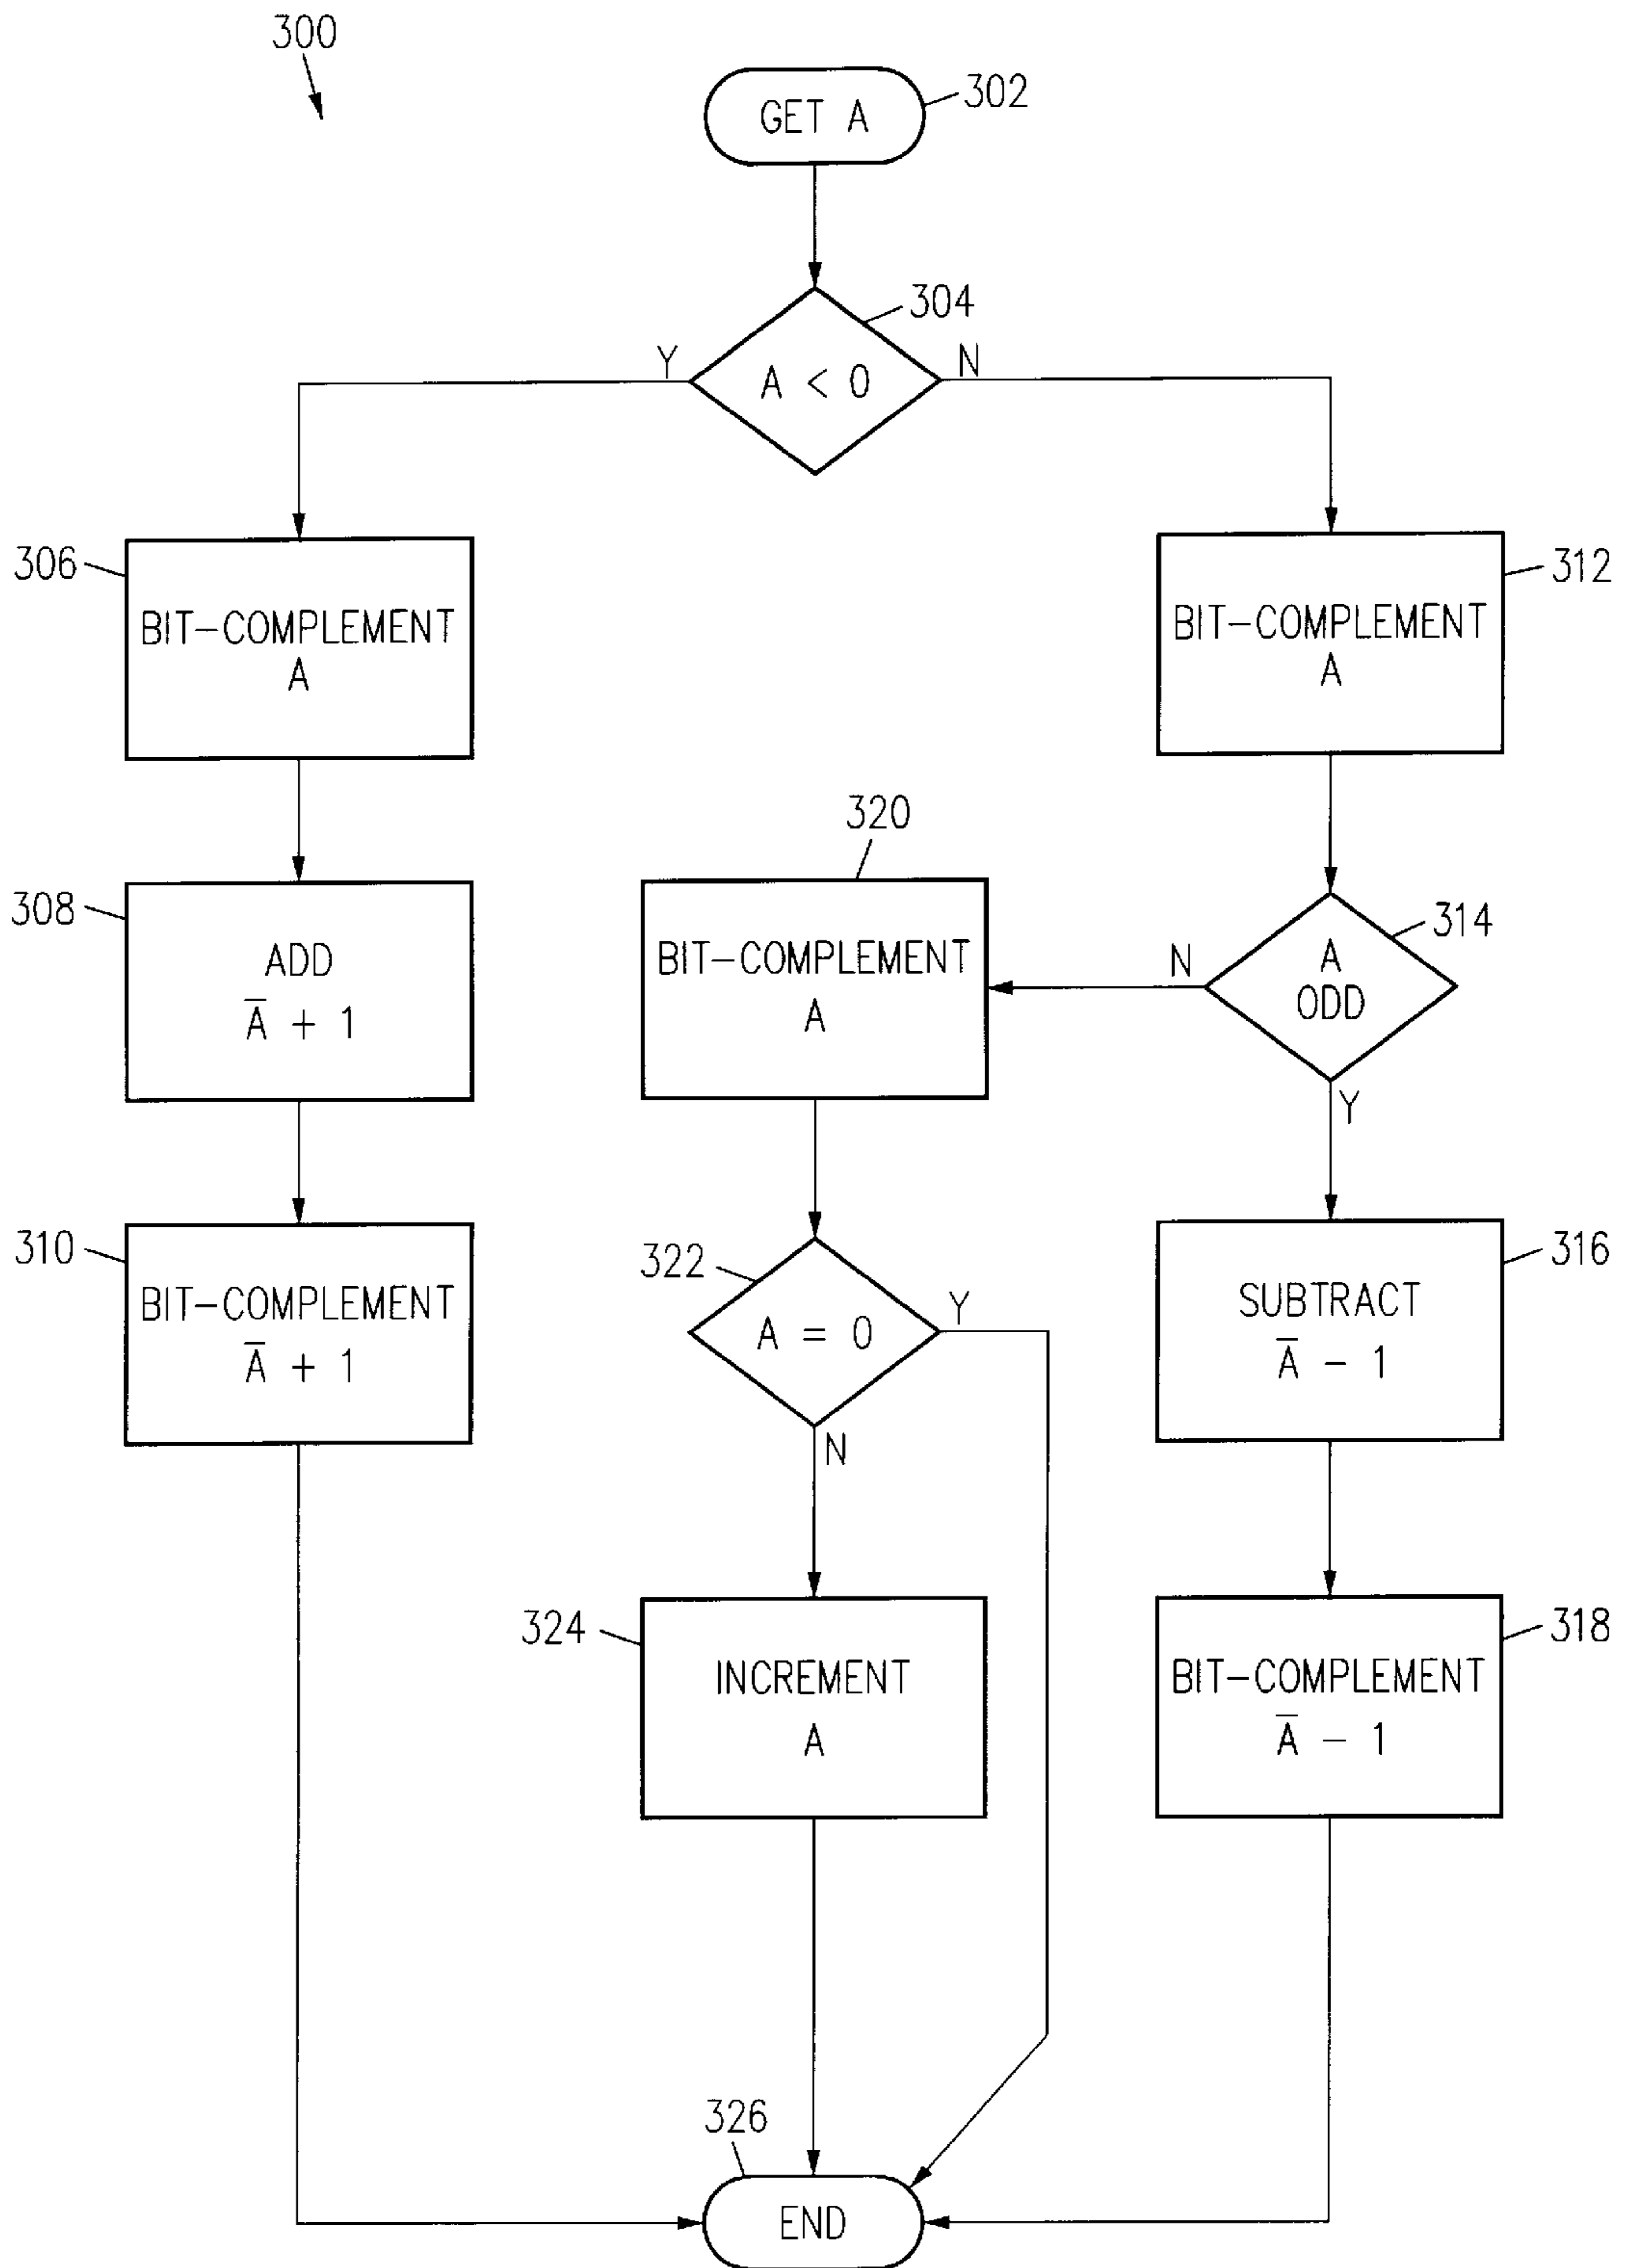 300
GET A
302
304
A < 0
Y
N
306
BIT-COMPLEMENT
A
312
BIT-COMPLEMENT
A
308
ADD
A̅ + 1
320
BIT-COMPLEMENT
A
314
A
ODD
N
Y
310
BIT-COMPLEMENT
A̅ + 1
322
A = 0
Y
N
316
SUBTRACT
A̅ - 1
324
INCREMENT
A
318
BIT-COMPLEMENT
A̅ - 1
326
END